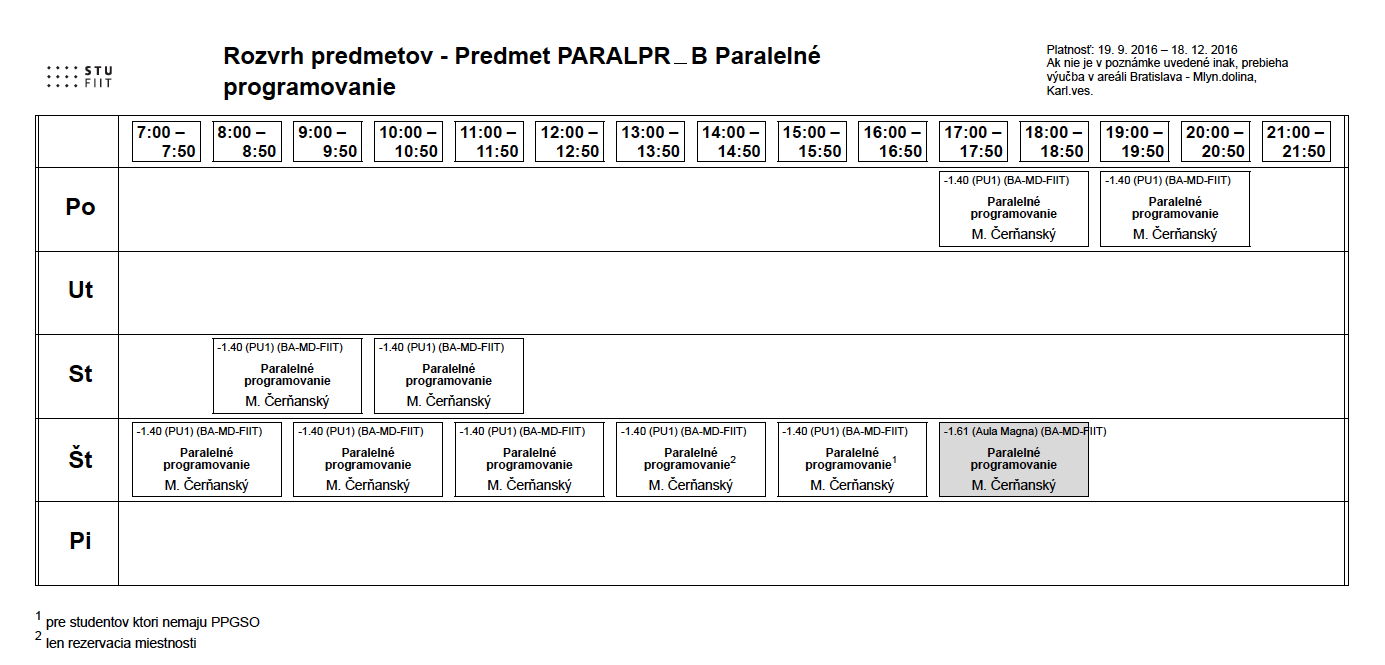 STU
FIIT
Rozvrh predmetov - Predmet PARALPR_B Paralelné
programovanie
Platnosť: 19. 9. 2016 – 18. 12. 2016
Ak nie je v poznámke uvedené inak, prebieha
výučba v areáli Bratislava - Mlyn.dolina,
Karl.ves.
7:00 – 8:00 – 9:00 – 10:00 – 11:00 – 12:00 – 13:00 – 14:00 – 15:00 – 16:00 – 17:00 – 18:00 – 19:00 – 20:00 – 21:00 –
7:50 8:50 9:50 10:50 11:50 12:50 13:50 14:50 15:50 16:50 17:50 18:50 19:50 20:50 21:50
Po
-1.40 (PU1) (BA-MD-FIIT)
Paralelné
programovanie
M. Čerňanský
-1.40 (PU1) (BA-MD-FIIT)
Paralelné
programovanie
M. Čerňanský
Ut
St
-1.40 (PU1) (BA-MD-FIIT)
Paralelné
programovanie
M. Čerňanský
-1.40 (PU1) (BA-MD-FIIT)
Paralelné
programovanie
M. Čerňanský
Št
-1.40 (PU1) (BA-MD-FIIT)
Paralelné
programovanie
M. Čerňanský
-1.40 (PU1) (BA-MD-FIIT)
Paralelné
programovanie
M. Čerňanský
-1.40 (PU1) (BA-MD-FIIT)
Paralelné
programovanie
M. Čerňanský
-1.40 (PU1) (BA-MD-FIIT)
Paralelné
programovanie2
M. Čerňanský
-1.40 (PU1) (BA-MD-FIIT)
Paralelné
programovanie1
M. Čerňanský
-1.61 (Aula Magna) (BA-MD-FIIT)
Paralelné
programovanie
M. Čerňanský
Pi
1 pre studentov ktori nemaju PPGSO
2 len rezervacia miestnosti